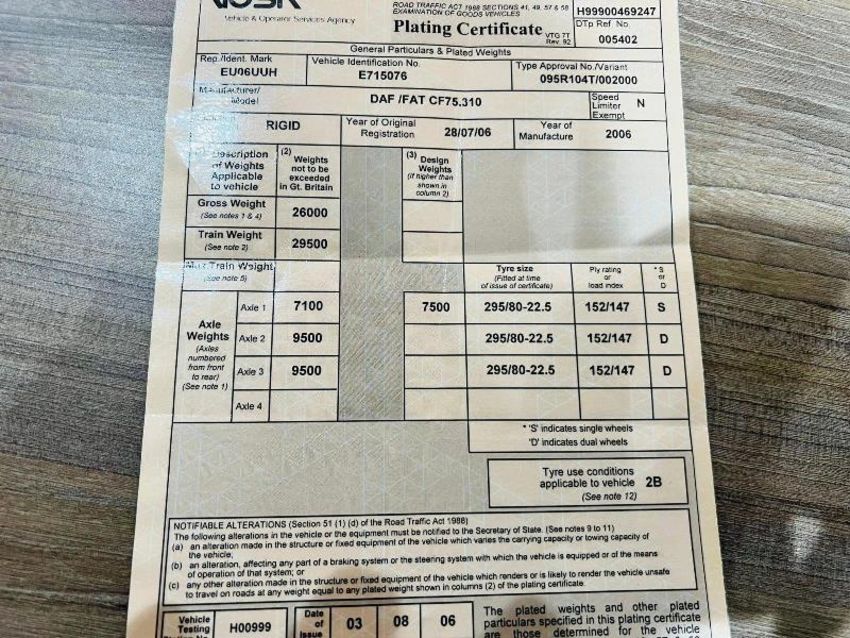 VOSA
Vehicle & Operator Services Agency
ROAD TRAFFIC ACT 1988 SECTIONS 41, 49, 57 & 58
EXAMINATION OF GOODS VEHICLES
Plating Certificate
VTG 7T
Rev. 92
H99900469247
DTp Ref No.
005402
General Particulars & Plated Weights
Reg./Ident. Mark
EU06UUH
Vehicle Identification No.
E715076
Type Approval No./Variant
095R104T/002000
Manufacturer/
Model
DAF /FAT CF75.310
Speed
Limiter
Exempt
N
RIGID
Year of Original
Registration
28/07/06
Year of
Manufacture
2006
Description
of Weights
Applicable
to vehicle
(2)
Weights
not to be
exceeded
in Gt. Britain
(3) Design
Weights
(if higher than
shown in
column 2)
Gross Weight
(See notes 1 & 4)
26000
Train Weight
(See note 2)
29500
Max Train Weight
(See note 5)
Tyre size
(Fitted at time
of issue of certificate)
Ply rating
or
load index
* S
or
D
Axle
Weights
(Axles
numbered
from front
to rear)
(See note 1)
Axle 1 7100 7500 295/80-22.5 152/147 S
Axle 2 9500 295/80-22.5 152/147 D
Axle 3 9500 295/80-22.5 152/147 D
Axle 4
* 'S' indicates single wheels
'D' indicates dual wheels
Tyre use conditions
applicable to vehicle 2B
(See note 12)
NOTIFIABLE ALTERATIONS (Section 51 (1) (d) of the Road Traffic Act 1988)
The following alterations in the vehicle or the equipment must be notified to the Secretary of State. (See notes 9 to 11)
(a) an alteration made in the structure or fixed equipment of the vehicle which varies the carrying capacity or towing capacity of
the vehicle;
(b) an alteration, affecting any part of a braking system or the steering system with which the vehicle is equipped or of the means
of operation of that system; or
(c) any other alteration made in the structure or fixed equipment of the vehicle which renders or is likely to render the vehicle unsafe
to travel on roads at any weight equal to any plated weight shown in columns (2) of the plating certificate.
Vehicle
Testing
H00999
Date
of
Issue
03 08 06
The plated weights and other plated
particulars specified in this plating certificate
are those determined for the vehicle